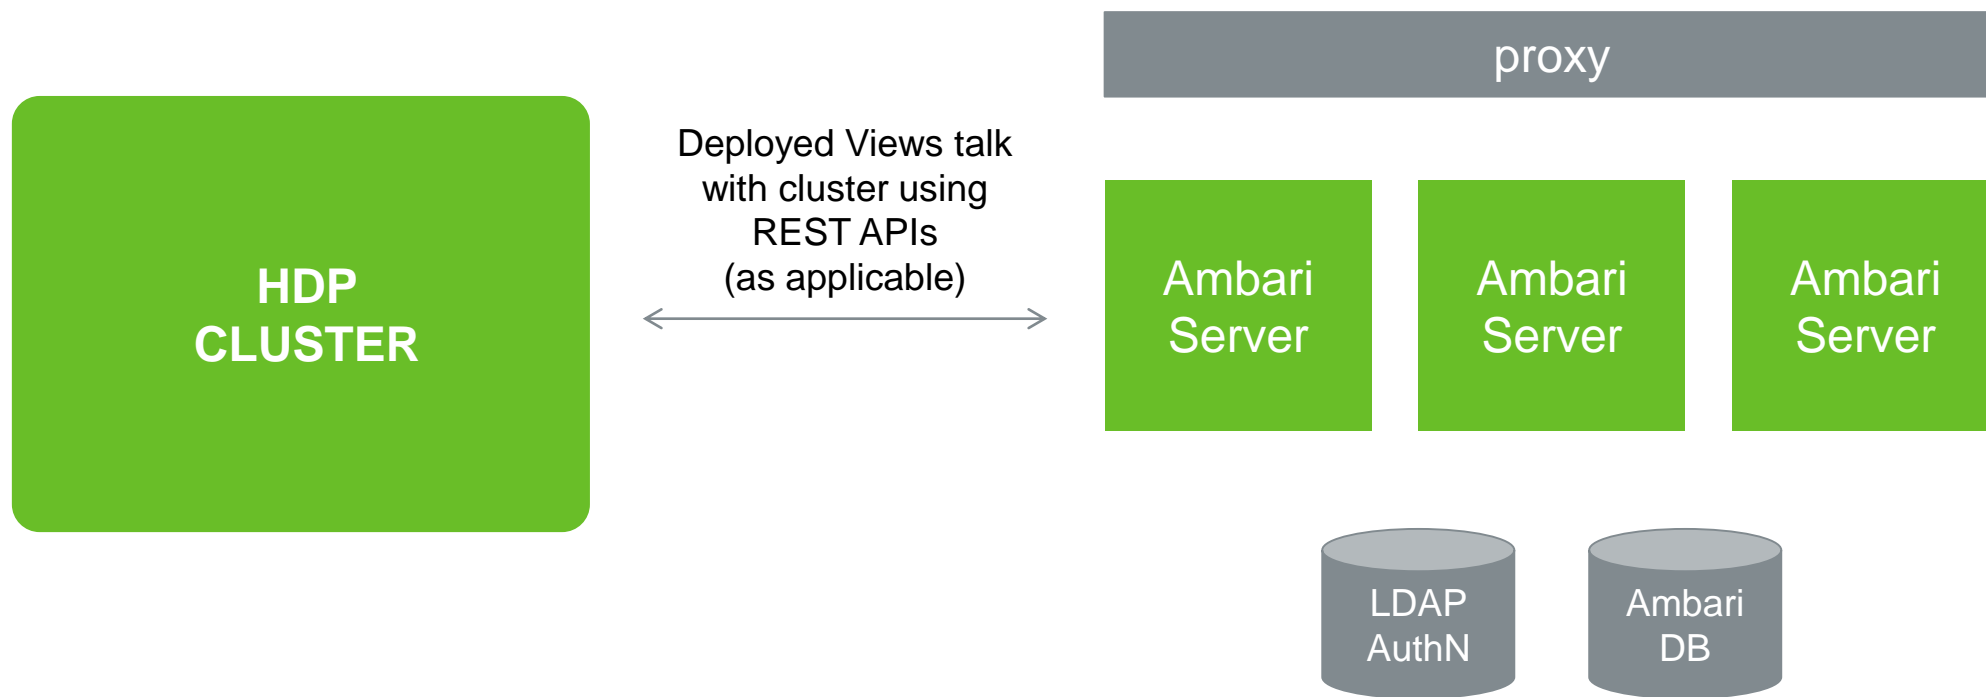 proxy
HDP
CLUSTER
Deployed Views talk
with cluster using
REST APIs
(as applicable)
Ambari
Server
Ambari
Server
Ambari
Server
LDAP
AuthN
Ambari
DB